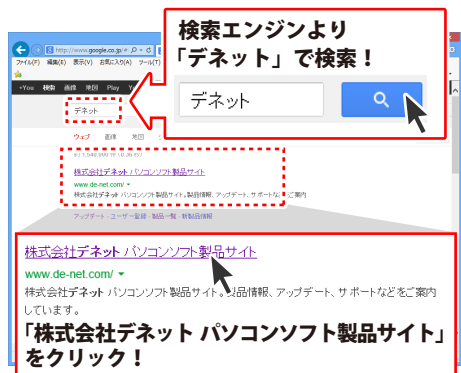 検索エンジンより
「デネット」で検索！
デネット
http://www.google.co.jp/#
ファイル(F) 編集(E) 表示(V) お気に入り(A) ツール(T)
+You 検索 画像 地図 Play
デネット
ウェブ 画像 地図
株式会社デネット パソコンソフト製品サイト
www.de-net.com/
株式会社デネット パソコンソフト製品サイト。製品情報、アップデート、サポートなどをご案内
アップデート - ユーザー登録 - 製品一覧 - 新製品情報
株式会社デネット パソコンソフト製品サイト
www.de-net.com/
株式会社デネット パソコンソフト製品サイト。製品情報、アップデート、サポートなどをご案内
しています。
「株式会社デネット パソコンソフト製品サイト」
をクリック！